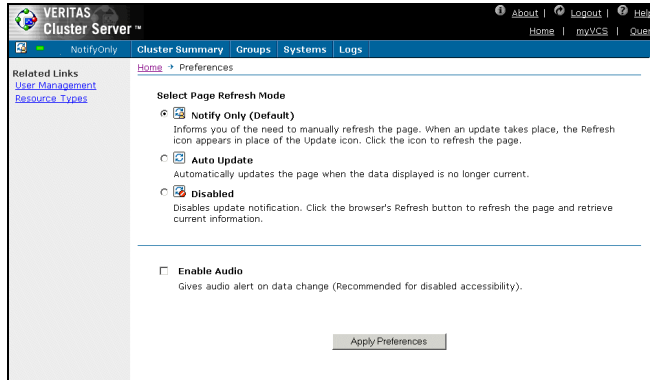 VERITAS
Cluster Server ™
About | Logout | Help
Home | myVCS |
NotifyOnly Cluster Summary Groups Systems Logs
Related Links
User Management
Resource Types
Home → Preferences
Select Page Refresh Mode
Notify Only (Default)
Informs you of the need to manually refresh the page. When an update takes place, the Refresh
icon appears in place of the Update icon. Click the icon to refresh the page.
Auto Update
Automatically updates the page when the data displayed is no longer current.
Disabled
Disables update notification. Click the browser's Refresh button to refresh the page and retrieve
current information.
Enable Audio
Gives audio alert on data change (Recommended for disabled accessibility).
Apply Preferences